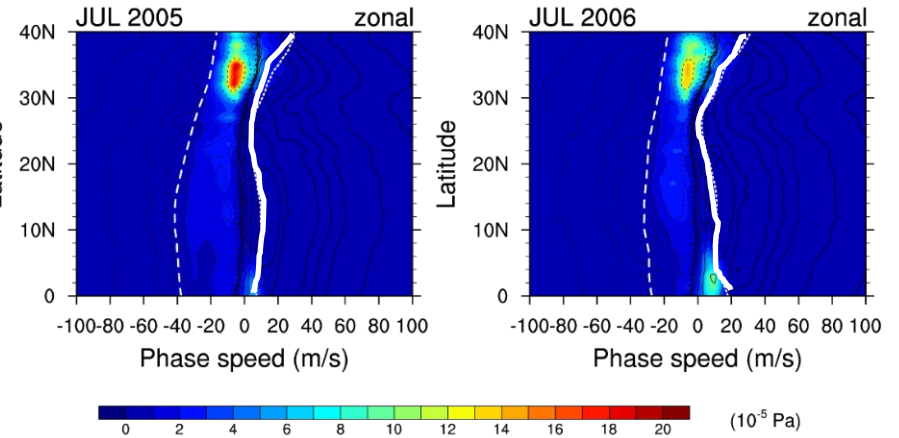 JUL 2005 zonal
JUL 2006 zonal
40N
30N
20N
10N
0
-100 -80 -60 -40 -20 0 20 40 60 80 100
Phase speed (m/s)
Latitude
40N
30N
20N
10N
0
-100 -80 -60 -40 -20 0 20 40 60 80 100
Phase speed (m/s)
0 2 4 6 8 10 12 14 16 18 20 (10-5 Pa)